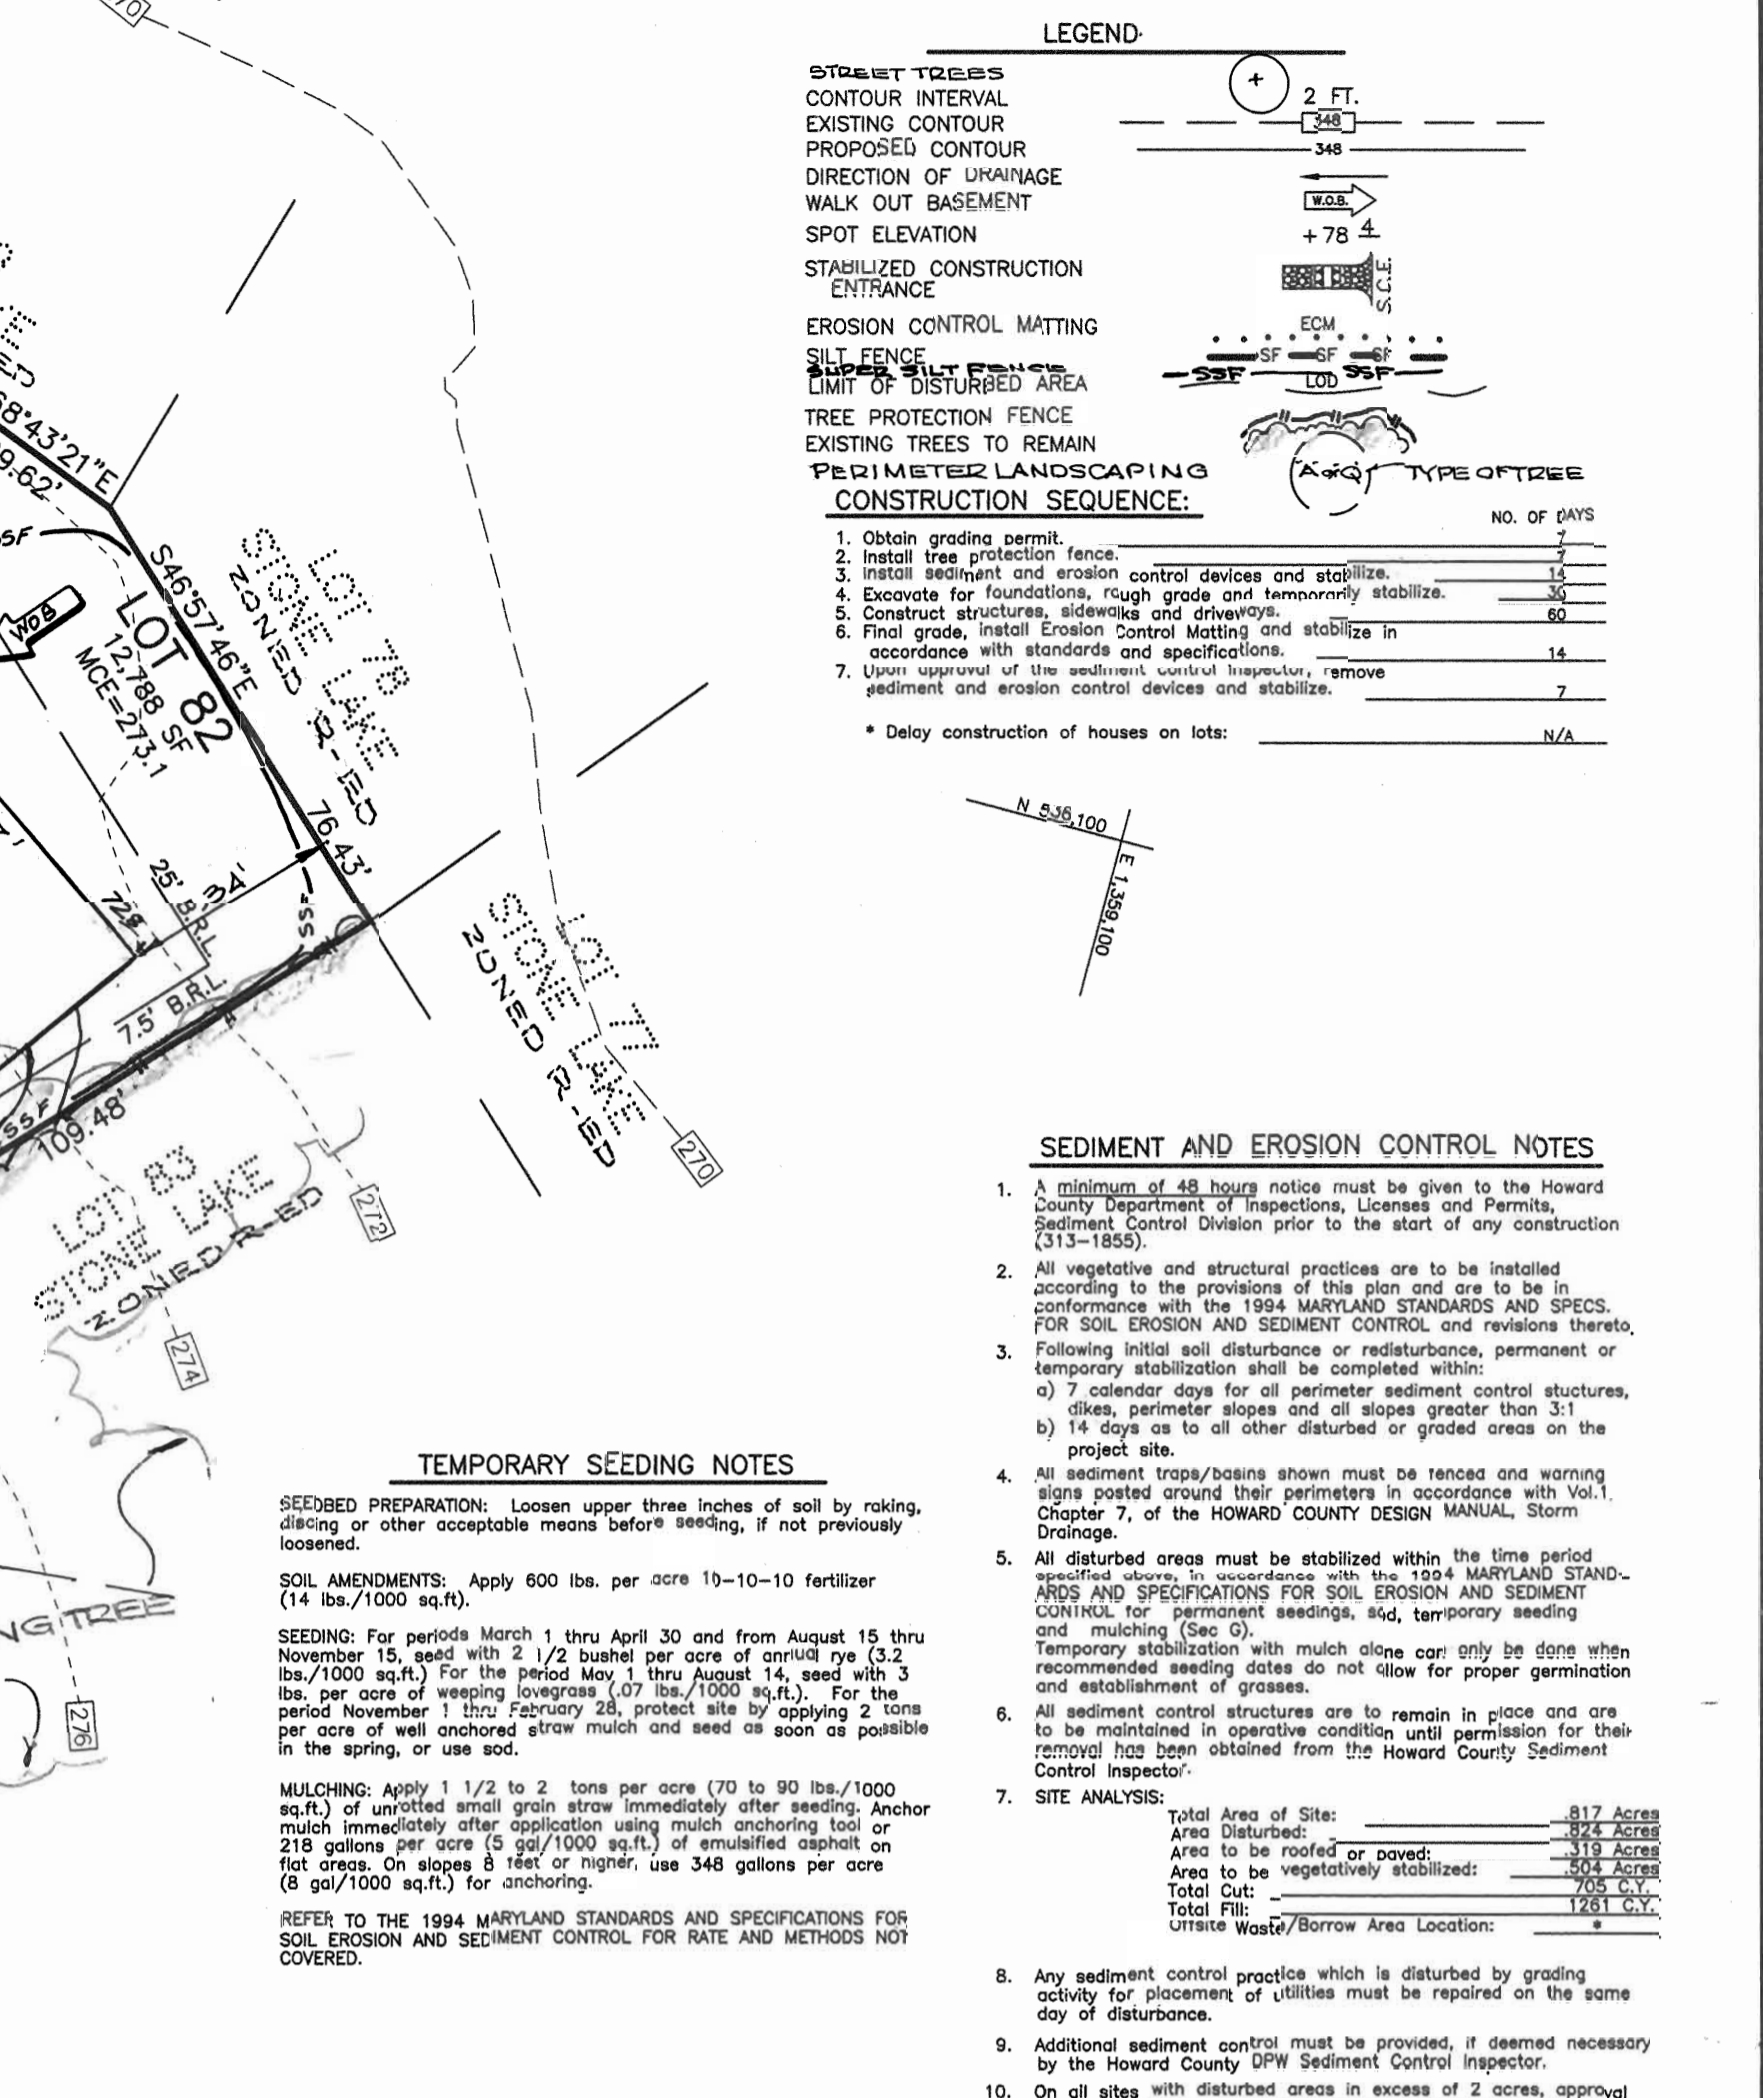 LEGEND
STREET TREES
CONTOUR INTERVAL 2 FT.
EXISTING CONTOUR 348
PROPOSED CONTOUR 348
DIRECTION OF DRAINAGE
WALK OUT BASEMENT W.O.B.
SPOT ELEVATION +78 4
STABILIZED CONSTRUCTION
ENTRANCE
S.C.E.
EROSION CONTROL MATTING ECM
SILT FENCE SF SF SF
SUPER SILT FENCE SSF SSF
LIMIT OF DISTURBED AREA LOD
TREE PROTECTION FENCE
EXISTING TREES TO REMAIN
PERIMETER LANDSCAPING TYPE OF TREE
CONSTRUCTION SEQUENCE:
NO. OF DAYS
1. Obtain grading permit. 7
2. Install tree protection fence. 7
3. Install sediment and erosion control devices and stabilize. 14
4. Excavate for foundations, rough grade and temporarily stabilize. 30
5. Construct structures, sidewalks and driveways. 60
6. Final grade, install Erosion Control Matting and stabilize in
accordance with standards and specifications. 14
7. Upon approval of the sediment control inspector, remove
sediment and erosion control devices and stabilize. 7
* Delay construction of houses on lots: N/A
N 536,100
E 1,359,100
68°43'21"E
9.62'
SF
WOB
S46°57'46"E
76.43'
LOT 82
12,788 SF
MCE=273.1
LOT 78
STONE LAKE
ZONED R-ED
25' B.R.L.
34'
728
SS
7.5' B.R.L.
SSF
109.48'
LOT 77
STONE LAKE
ZONED R-ED
270
LOT 83
STONE LAKE
ZONED R-ED
272
274
276
NG TREE
TEMPORARY SEEDING NOTES
SEEDBED PREPARATION: Loosen upper three inches of soil by raking,
discing or other acceptable means before seeding, if not previously
loosened.
SOIL AMENDMENTS: Apply 600 lbs. per acre 10-10-10 fertilizer
(14 lbs./1000 sq.ft).
SEEDING: For periods March 1 thru April 30 and from August 15 thru
November 15, seed with 2 1/2 bushel per acre of annual rye (3.2
lbs./1000 sq.ft.) For the period May 1 thru August 14, seed with 3
lbs. per acre of weeping lovegrass (.07 lbs./1000 sq.ft.). For the
period November 1 thru February 28, protect site by applying 2 tons
per acre of well anchored straw mulch and seed as soon as possible
in the spring, or use sod.
MULCHING: Apply 1 1/2 to 2 tons per acre (70 to 90 lbs./1000
sq.ft.) of unrotted small grain straw immediately after seeding. Anchor
mulch immediately after application using mulch anchoring tool or
218 gallons per acre (5 gal/1000 sq.ft.) of emulsified asphalt on
flat areas. On slopes 8 feet or higher, use 348 gallons per acre
(8 gal/1000 sq.ft.) for anchoring.
REFER TO THE 1994 MARYLAND STANDARDS AND SPECIFICATIONS FOR
SOIL EROSION AND SEDIMENT CONTROL FOR RATE AND METHODS NOT
COVERED.
SEDIMENT AND EROSION CONTROL NOTES
1. A minimum of 48 hours notice must be given to the Howard
County Department of Inspections, Licenses and Permits,
Sediment Control Division prior to the start of any construction
(313-1855).
2. All vegetative and structural practices are to be installed
according to the provisions of this plan and are to be in
conformance with the 1994 MARYLAND STANDARDS AND SPECS.
FOR SOIL EROSION AND SEDIMENT CONTROL and revisions thereto.
3. Following initial soil disturbance or redisturbance, permanent or
temporary stabilization shall be completed within:
a) 7 calendar days for all perimeter sediment control stuctures,
dikes, perimeter slopes and all slopes greater than 3:1
b) 14 days as to all other disturbed or graded areas on the
project site.
4. All sediment traps/basins shown must be fenced and warning
signs posted around their perimeters in accordance with Vol.1.
Chapter 7, of the HOWARD COUNTY DESIGN MANUAL, Storm
Drainage.
5. All disturbed areas must be stabilized within the time period
specified above, in accordance with the 1994 MARYLAND STAND-
ARDS AND SPECIFICATIONS FOR SOIL EROSION AND SEDIMENT
CONTROL for permanent seedings, sod, temporary seeding
and mulching (Sec G).
Temporary stabilization with mulch alone can only be done when
recommended seeding dates do not allow for proper germination
and establishment of grasses.
6. All sediment control structures are to remain in place and are
to be maintained in operative condition until permission for their
removal has been obtained from the Howard County Sediment
Control Inspector.
7. SITE ANALYSIS:
Total Area of Site: .817 Acres
Area Disturbed: .824 Acres
Area to be roofed or paved: .319 Acres
Area to be vegetatively stabilized: .504 Acres
Total Cut: 705 C.Y.
Total Fill: 1261 C.Y.
Offsite Waste/Borrow Area Location: *
8. Any sediment control practice which is disturbed by grading
activity for placement of utilities must be repaired on the same
day of disturbance.
9. Additional sediment control must be provided, if deemed necessary
by the Howard County DPW Sediment Control Inspector.
10. On all sites with disturbed areas in excess of 2 acres, approval